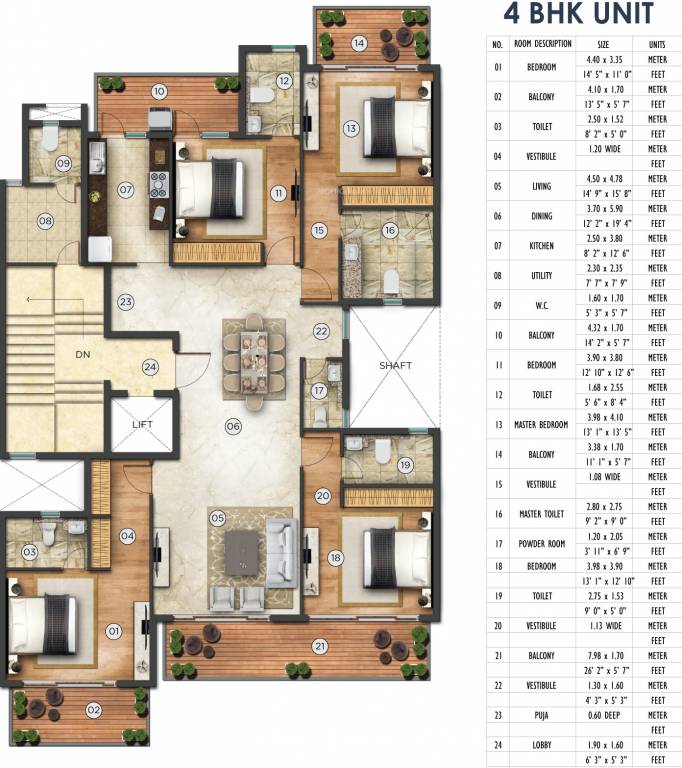 4 BHK UNIT
NO. ROOM DESCRIPTION SIZE UNITS
01 BEDROOM 4.40 x 3.35 METER
14' 5" x 11' 0" FEET
02 BALCONY 4.10 x 1.70 METER
13' 5" x 5' 7" FEET
03 TOILET 2.50 x 1.52 METER
8' 2" x 5' 0" FEET
04 VESTIBULE 1.20 WIDE METER
FEET
05 LIVING 4.50 x 4.78 METER
14' 9" x 15' 8" FEET
06 DINING 3.70 x 5.90 METER
12' 2" x 19' 4" FEET
07 KITCHEN 2.50 x 3.80 METER
8' 2" x 12' 6" FEET
08 UTILITY 2.30 x 2.35 METER
7' 7" x 7' 9" FEET
09 W.C. 1.60 x 1.70 METER
5' 3" x 5' 7" FEET
10 BALCONY 4.32 x 1.70 METER
14' 2" x 5' 7" FEET
11 BEDROOM 3.90 x 3.80 METER
12' 10" x 12' 6" FEET
12 TOILET 1.68 x 2.55 METER
5' 6" x 8' 4" FEET
13 MASTER BEDROOM 3.98 x 4.10 METER
13' 1" x 13' 5" FEET
14 BALCONY 3.38 x 1.70 METER
11' 1" x 5' 7" FEET
15 VESTIBULE 1.08 WIDE METER
FEET
16 MASTER TOILET 2.80 x 2.75 METER
9' 2" x 9' 0" FEET
17 POWDER ROOM 1.20 x 2.05 METER
3' 11" x 6' 9" FEET
18 BEDROOM 3.98 x 3.90 METER
13' 1" x 12' 10" FEET
19 TOILET 2.75 x 1.53 METER
9' 0" x 5' 0" FEET
20 VESTIBULE 1.13 WIDE METER
FEET
21 BALCONY 7.98 x 1.70 METER
26' 2" x 5' 7" FEET
22 VESTIBULE 1.30 x 1.60 METER
4' 3" x 5' 3" FEET
23 PUJA 0.60 DEEP METER
FEET
24 LOBBY 1.90 x 1.60 METER
6' 3" x 5' 3" FEET
14
12
10
13
09
07
11
08
15
16
23
22
DN
24
SHAFT
17
LIFT
06
19
20
05
04
03
18
01
21
02